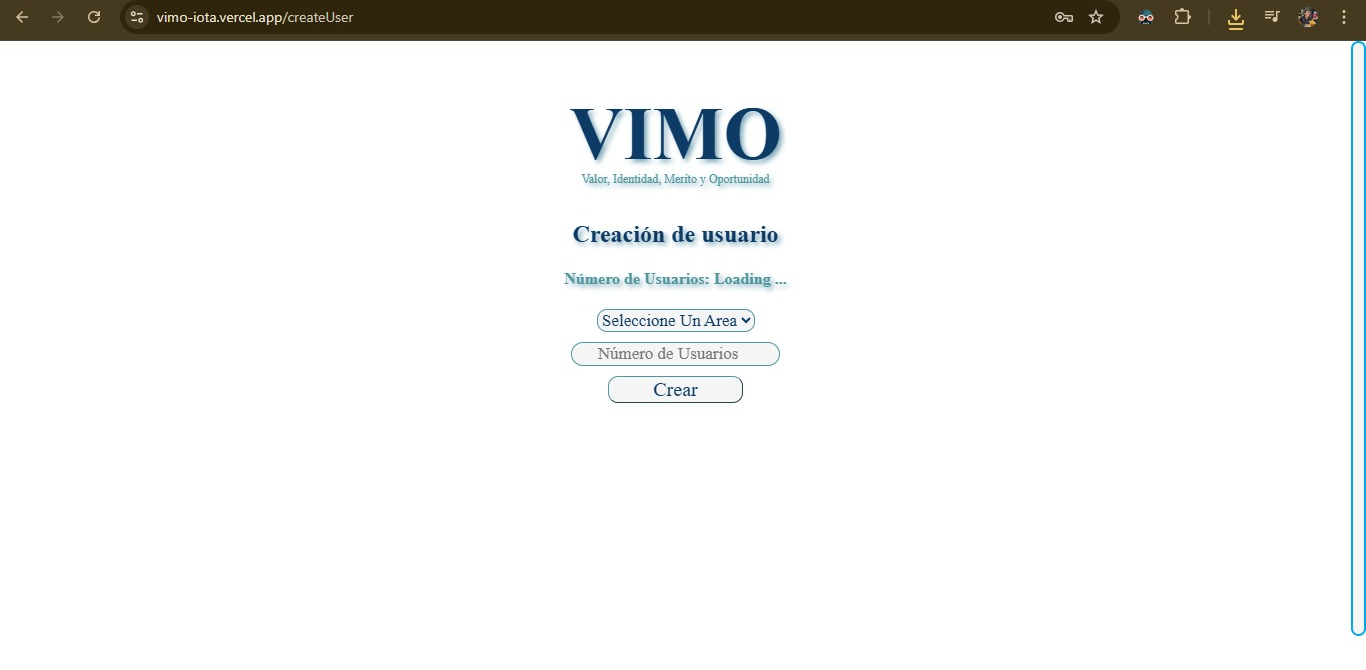 vimo-iota.vercel.app/createUser
VIMO
Valor, Identidad, Meríto y Oportunidad
Creación de usuario
Número de Usuarios: Loading ...
Seleccione Un Area
Número de Usuarios
Crear